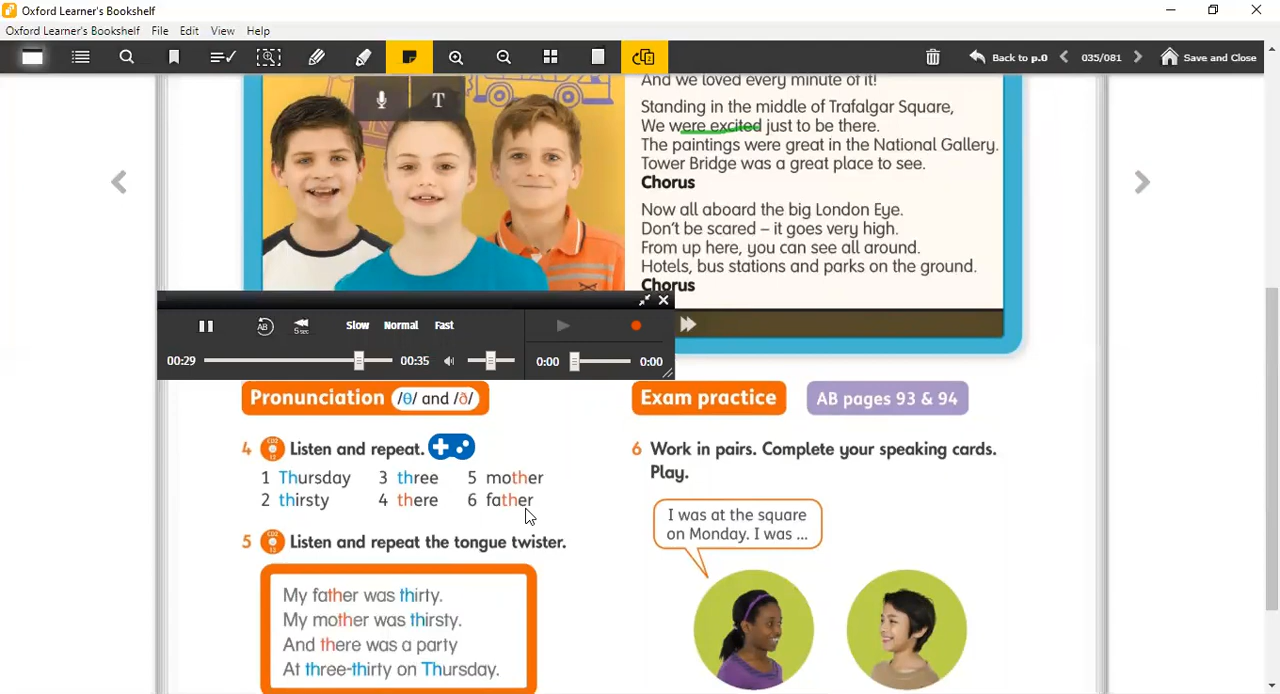 Oxford Learner's Bookshelf
Oxford Learner's Bookshelf File Edit View Help
T
Back to p.0 035/081 Save and Close
And we loved every minute of it!
Standing in the middle of Trafalgar Square,
We were excited just to be there.
The paintings were great in the National Gallery.
Tower Bridge was a great place to see.
Chorus
Now all aboard the big London Eye.
Don't be scared – it goes very high.
From up here, you can see all around.
Hotels, bus stations and parks on the ground.
Chorus
AB 5 sec Slow Normal Fast
00:29 00:35 0:00 0:00
Pronunciation /θ/ and /ð/
4 CD2 Listen and repeat.
1 Thursday 3 three 5 mother
2 thirsty 4 there 6 father
5 CD2 Listen and repeat the tongue twister.
My father was thirty.
My mother was thirsty.
And there was a party
At three-thirty on Thursday.
Exam practice AB pages 93 & 94
6 Work in pairs. Complete your speaking cards.
Play.
I was at the square
on Monday. I was ...